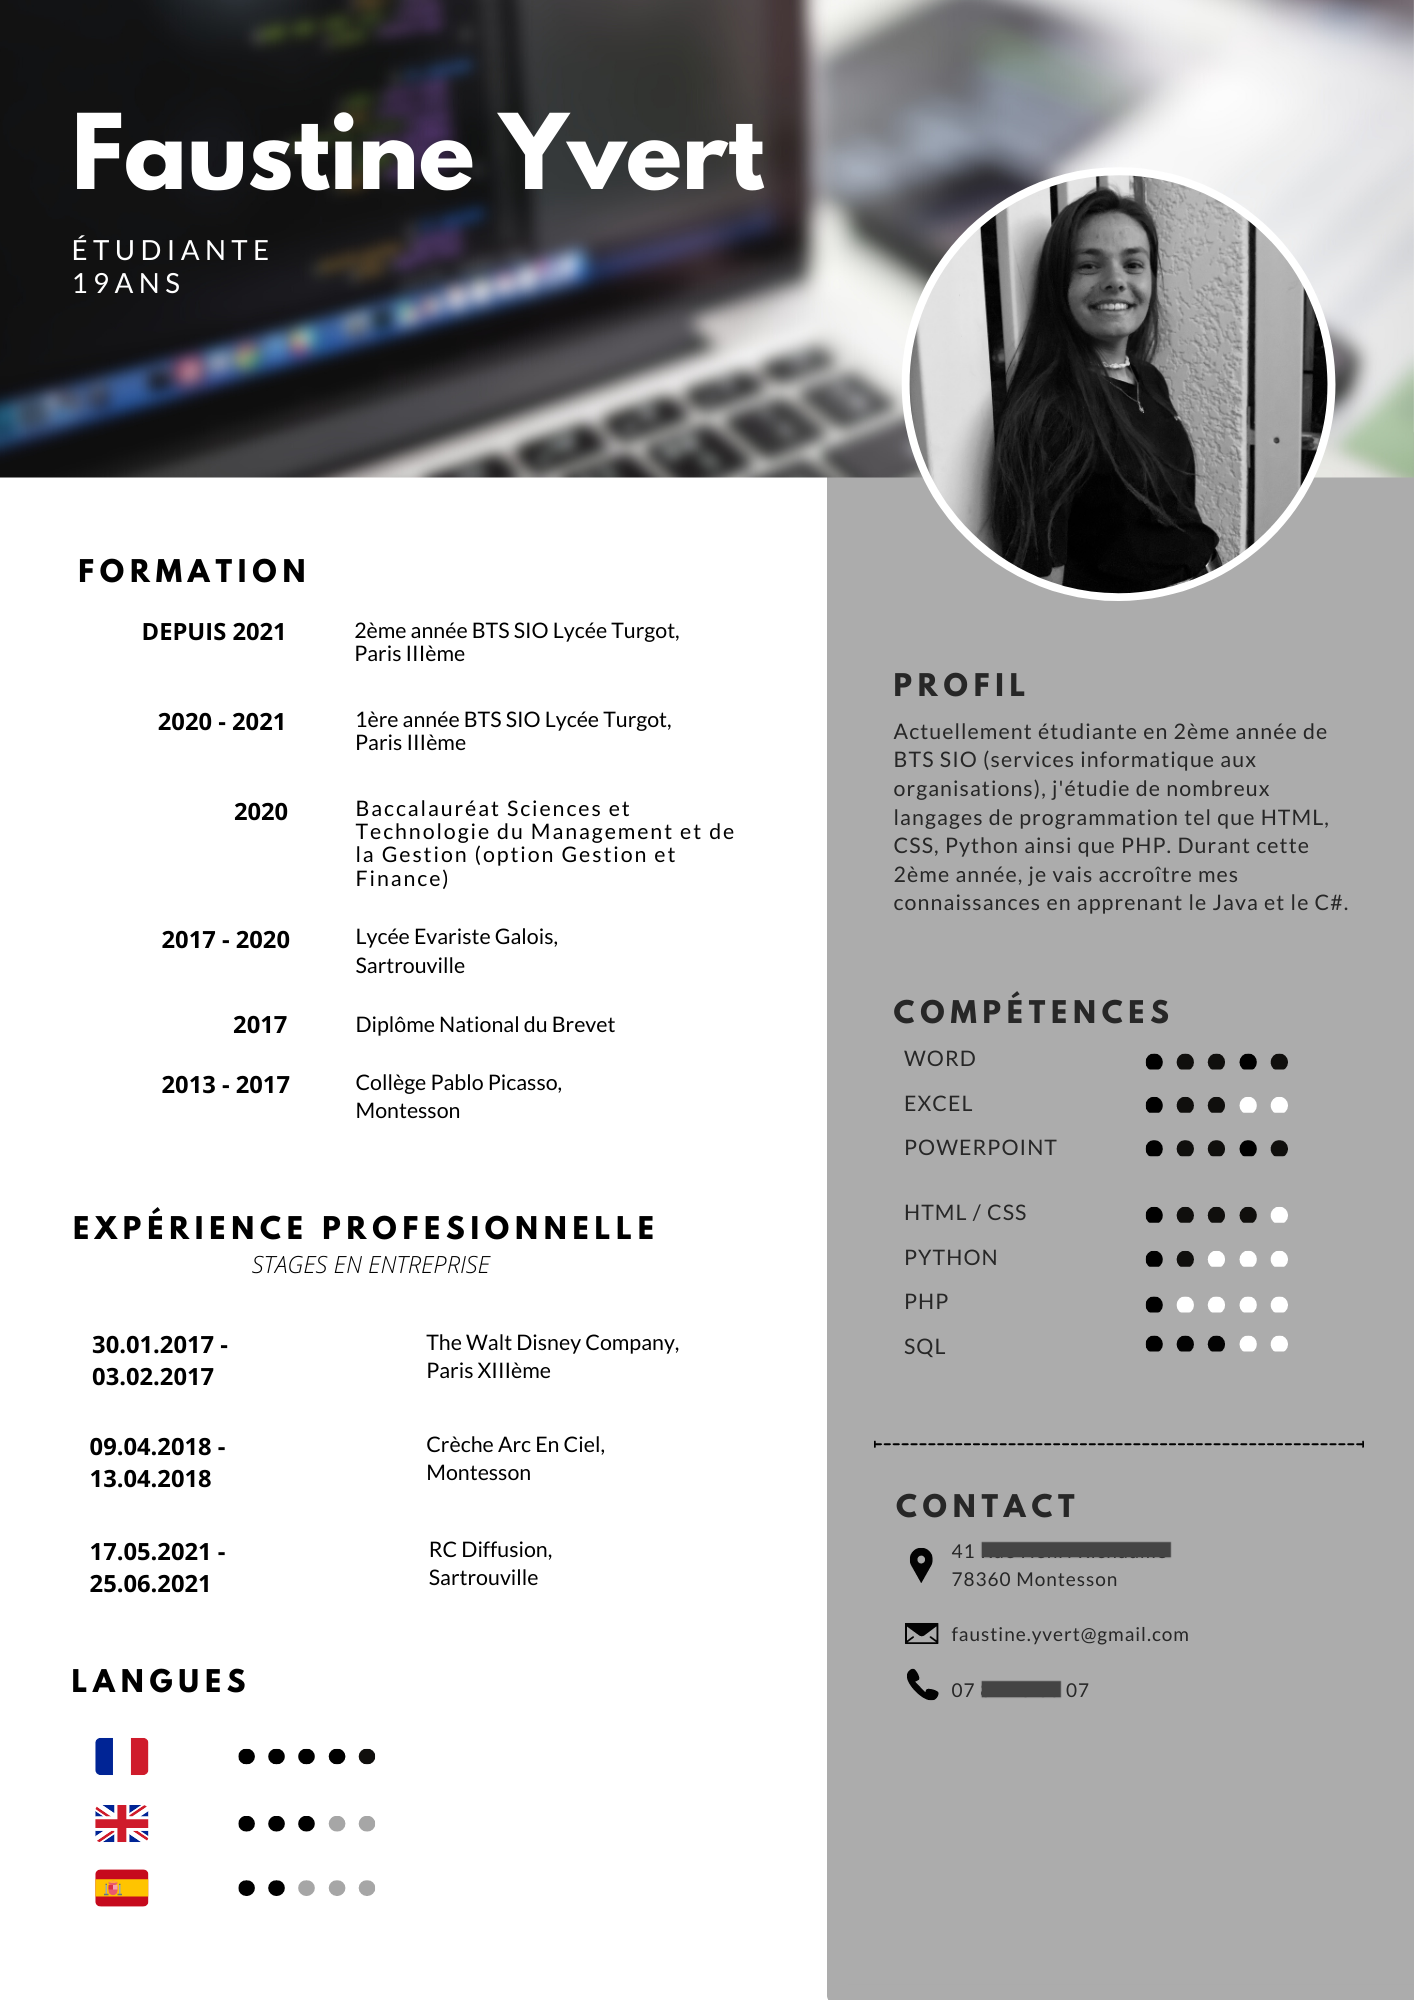 Faustine Yvert
ÉTUDIANTE
19ANS
FORMATION
DEPUIS 2021
2ème année BTS SIO Lycée Turgot,
Paris IIIème
2020 - 2021
1ère année BTS SIO Lycée Turgot,
Paris IIIème
2020
Baccalauréat Sciences et
Technologie du Management et de
la Gestion (option Gestion et
Finance)
2017 - 2020
Lycée Evariste Galois,
Sartrouville
2017
Diplôme National du Brevet
2013 - 2017
Collège Pablo Picasso,
Montesson
EXPÉRIENCE PROFESIONNELLE
STAGES EN ENTREPRISE
30.01.2017 -
03.02.2017
The Walt Disney Company,
Paris XIIIème
09.04.2018 -
13.04.2018
Crèche Arc En Ciel,
Montesson
17.05.2021 -
25.06.2021
RC Diffusion,
Sartrouville
LANGUES
PROFIL
Actuellement étudiante en 2ème année de
BTS SIO (services informatique aux
organisations), j'étudie de nombreux
langages de programmation tel que HTML,
CSS, Python ainsi que PHP. Durant cette
2ème année, je vais accroître mes
connaissances en apprenant le Java et le C#.
COMPÉTENCES
WORD
EXCEL
POWERPOINT
HTML / CSS
PYTHON
PHP
SQL
CONTACT
41
78360 Montesson
faustine.yvert@gmail.com
07 07